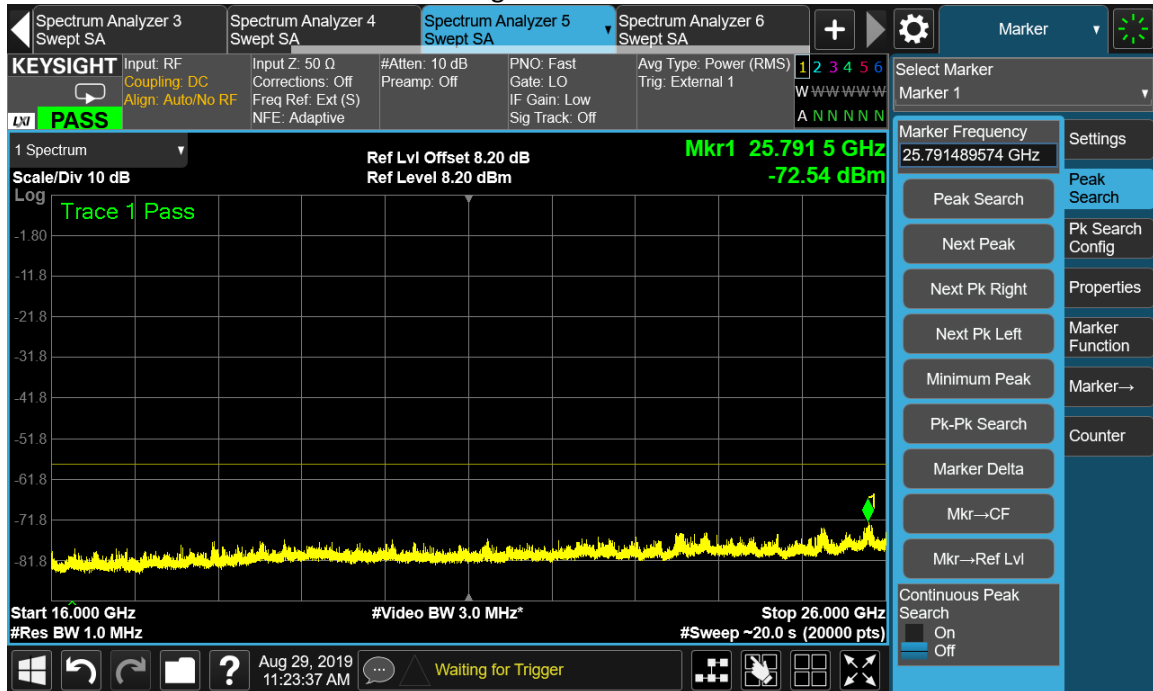 Spectrum Analyzer 3
Swept SA
Spectrum Analyzer 4
Swept SA
Spectrum Analyzer 5
Swept SA
Spectrum Analyzer 6
Swept SA
+
Marker
KEYSIGHT
LXI
PASS
Input: RF
Coupling: DC
Align: Auto/No RF
Input Z: 50 Ω
Corrections: Off
Freq Ref: Ext (S)
NFE: Adaptive
#Atten: 10 dB
Preamp: Off
PNO: Fast
Gate: LO
IF Gain: Low
Sig Track: Off
Avg Type: Power (RMS)
Trig: External 1
1 2 3 4 5 6
W W W W W W
A N N N N N
Select Marker
Marker 1
1 Spectrum
Scale/Div 10 dB
Ref Lvl Offset 8.20 dB
Ref Level 8.20 dBm
Mkr1 25.791 5 GHz
-72.54 dBm
Log
Trace 1 Pass
-1.80
-11.8
-21.8
-31.8
-41.8
-51.8
-61.8
-71.8
-81.8
1
Start 16.000 GHz
#Res BW 1.0 MHz
#Video BW 3.0 MHz*
Stop 26.000 GHz
#Sweep ~20.0 s (20000 pts)
Marker Frequency
25.791489574 GHz
Peak Search
Next Peak
Next Pk Right
Next Pk Left
Minimum Peak
Pk-Pk Search
Marker Delta
Mkr→CF
Mkr→Ref Lvl
Continuous Peak
Search
On
Off
Settings
Peak
Search
Pk Search
Config
Properties
Marker
Function
Marker→
Counter
?
Aug 29, 2019
11:23:37 AM
Waiting for Trigger